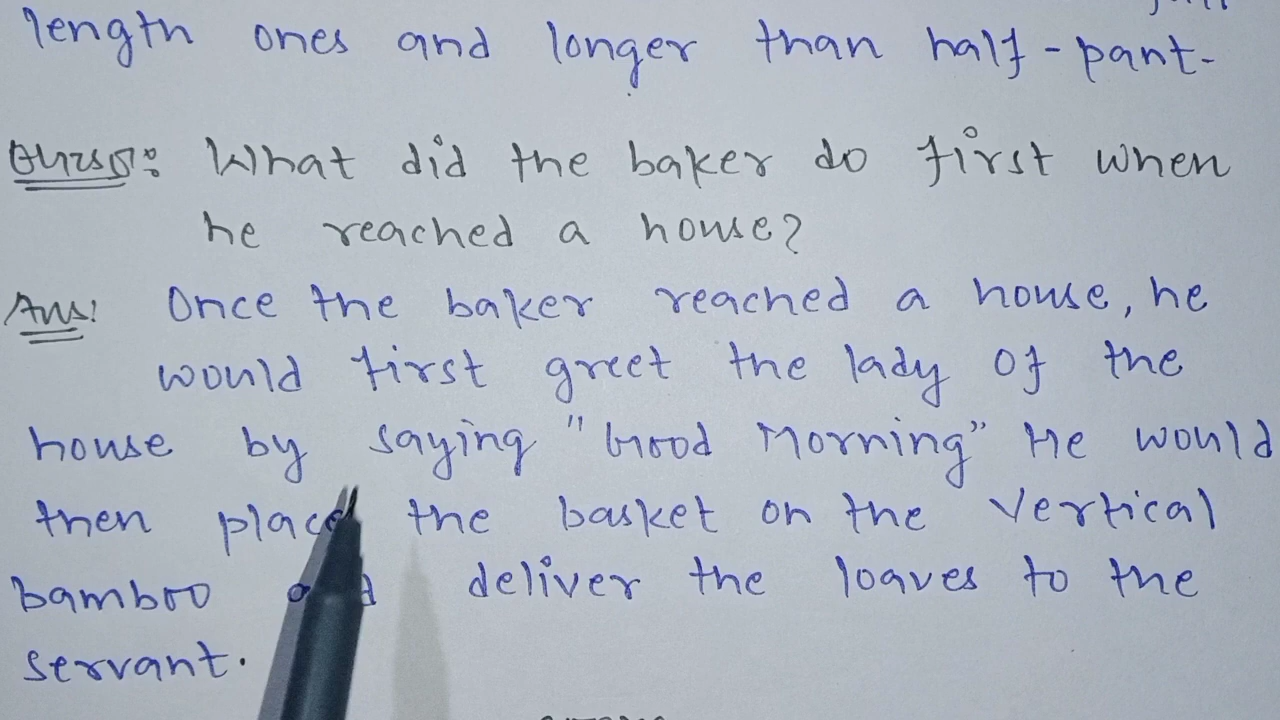 length ones and longer than half-pant-
What did the baker do first when
he reached a house?
Ans: Once the baker reached a house, he
would first greet the lady of the
house by saying "Good Morning" He would
then place the basket on the vertical
bamboo and deliver the loaves to the
servant.